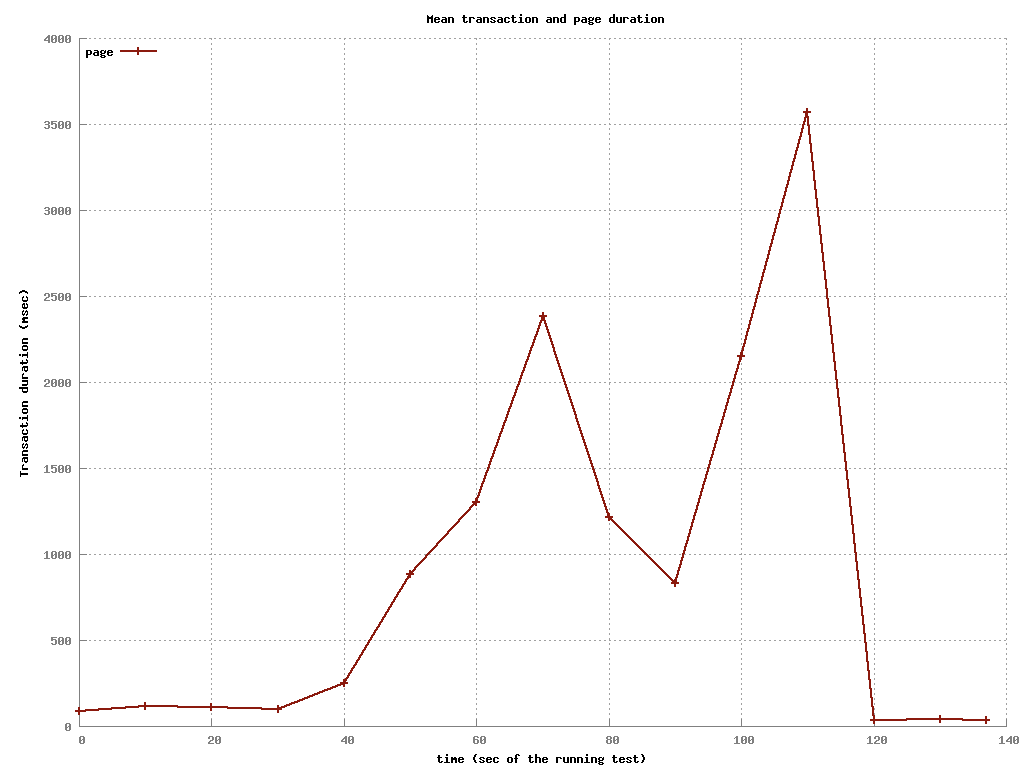 Mean transaction and page duration
page
4000
3500
3000
2500
2000
1500
1000
500
0
Transaction duration (msec)
0 20 40 60 80 100 120 140
time (sec of the running test)